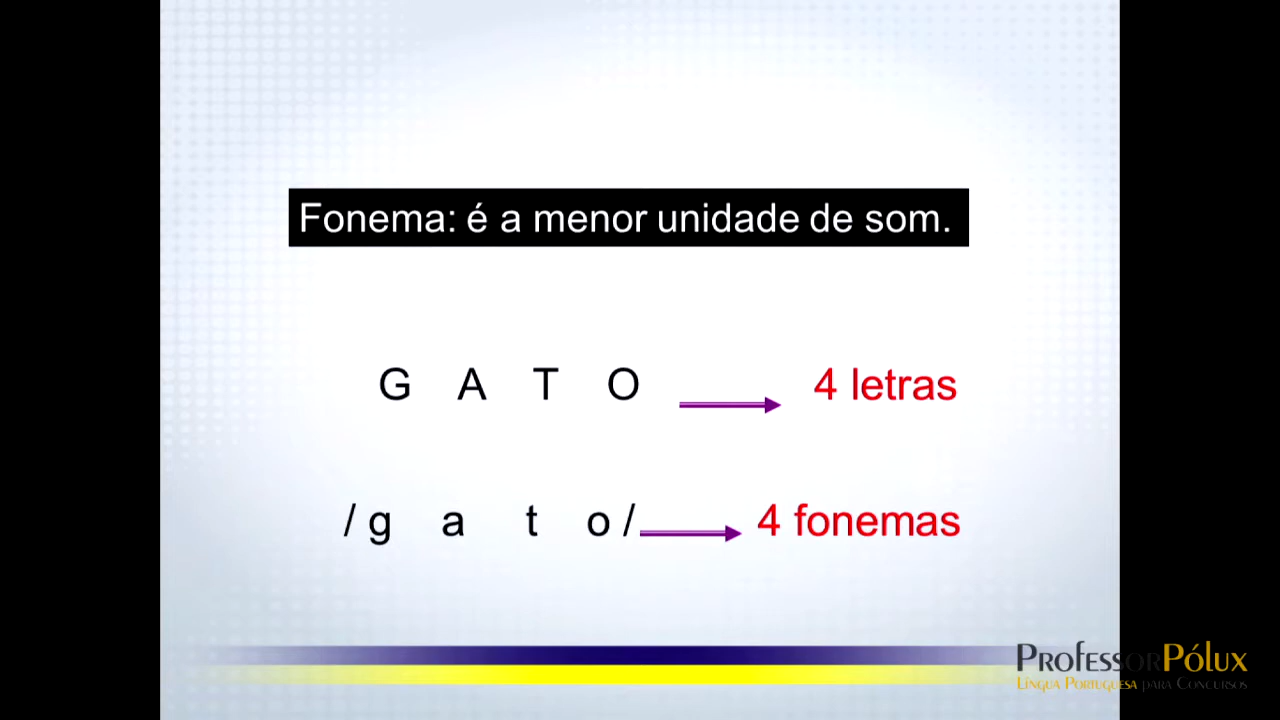 Fonema: é a menor unidade de som.
G A T O 4 letras
/ g a t o / 4 fonemas
PROFESSORPÓLUX
LÍNGUA PORTUGUESA PARA CONCURSOS